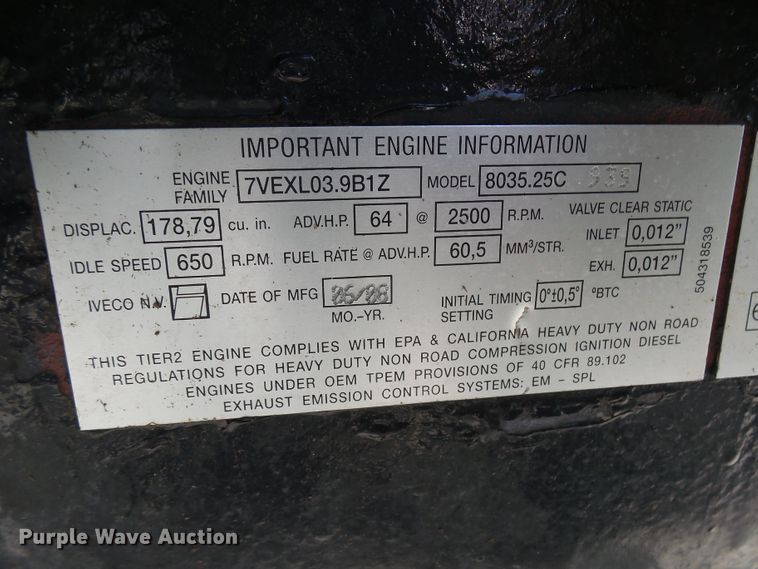 IMPORTANT ENGINE INFORMATION
ENGINE FAMILY 7VEXL03.9B1Z MODEL 8035.25C 939
DISPLAC. 178,79 cu. in. ADV.H.P. 64 @ 2500 R.P.M. VALVE CLEAR STATIC
INLET 0,012”
IDLE SPEED 650 R.P.M. FUEL RATE @ ADV.H.P. 60,5 MM³/STR.
EXH. 0,012”
IVECO N.V. DATE OF MFG MO.-YR. INITIAL TIMING SETTING 0°±0,5° °BTC
THIS TIER2 ENGINE COMPLIES WITH EPA & CALIFORNIA HEAVY DUTY NON ROAD
REGULATIONS FOR HEAVY DUTY NON ROAD COMPRESSION IGNITION DIESEL
ENGINES UNDER OEM TPEM PROVISIONS OF 40 CFR 89.102
EXHAUST EMISSION CONTROL SYSTEMS: EM – SPL
504318539
6
Purple Wave Auction